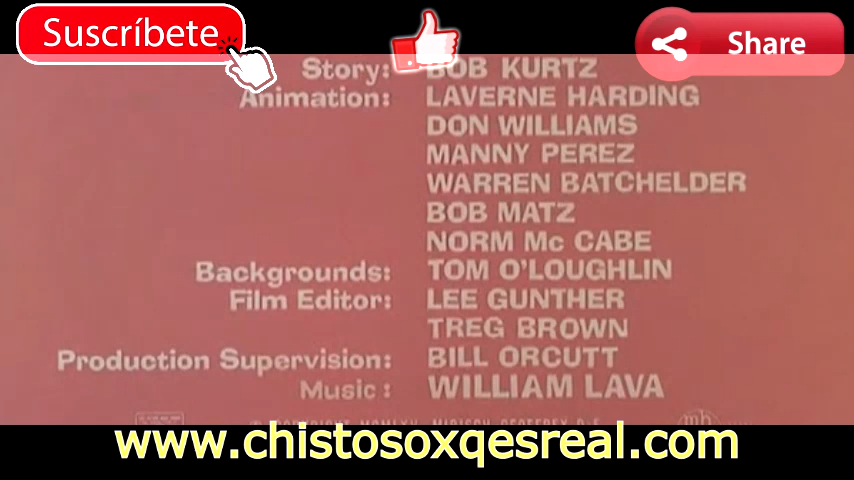 Suscríbete
Share
Story: BOB KURTZ
Animation: LAVERNE HARDING
DON WILLIAMS
MANNY PEREZ
WARREN BATCHELDER
BOB MATZ
NORM Mc CABE
Backgrounds: TOM O'LOUGHLIN
Film Editor: LEE GUNTHER
TREG BROWN
Production Supervision: BILL ORCUTT
Music: WILLIAM LAVA
www.chistosoxqesreal.com